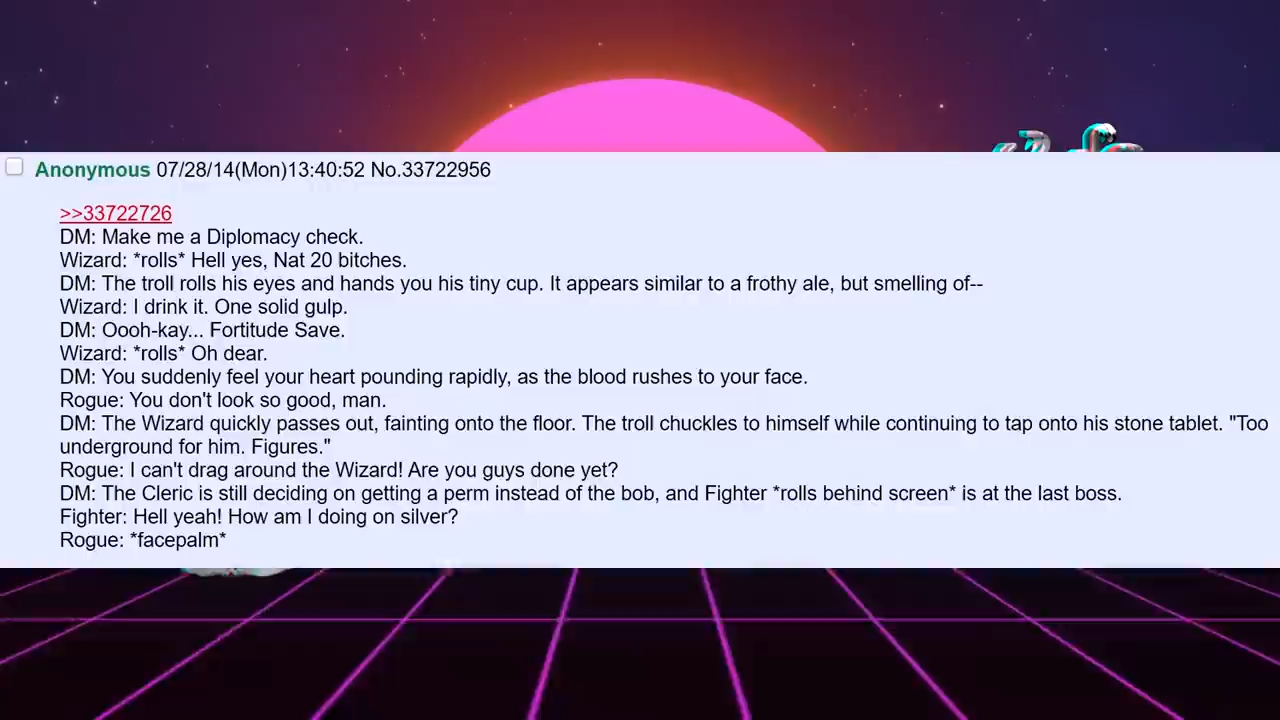 Anonymous 07/28/14(Mon)13:40:52 No.33722956
>>33722726
DM: Make me a Diplomacy check.
Wizard: *rolls* Hell yes, Nat 20 bitches.
DM: The troll rolls his eyes and hands you his tiny cup. It appears similar to a frothy ale, but smelling of--
Wizard: I drink it. One solid gulp.
DM: Oooh-kay... Fortitude Save.
Wizard: *rolls* Oh dear.
DM: You suddenly feel your heart pounding rapidly, as the blood rushes to your face.
Rogue: You don't look so good, man.
DM: The Wizard quickly passes out, fainting onto the floor. The troll chuckles to himself while continuing to tap onto his stone tablet. "Too
underground for him. Figures."
Rogue: I can't drag around the Wizard! Are you guys done yet?
DM: The Cleric is still deciding on getting a perm instead of the bob, and Fighter *rolls behind screen* is at the last boss.
Fighter: Hell yeah! How am I doing on silver?
Rogue: *facepalm*